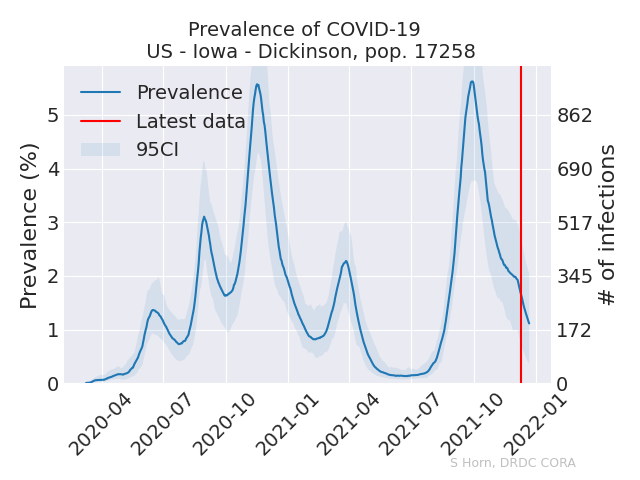 Prevalence of COVID-19
US - Iowa - Dickinson, pop. 17258
Prevalence
Latest data
95CI
Prevalence (%)
5
4
3
2
1
0
862
690
517
345
172
0
# of infections
2020-04
2020-07
2020-10
2021-01
2021-04
2021-07
2021-10
2022-01
S Horn, DRDC CORA